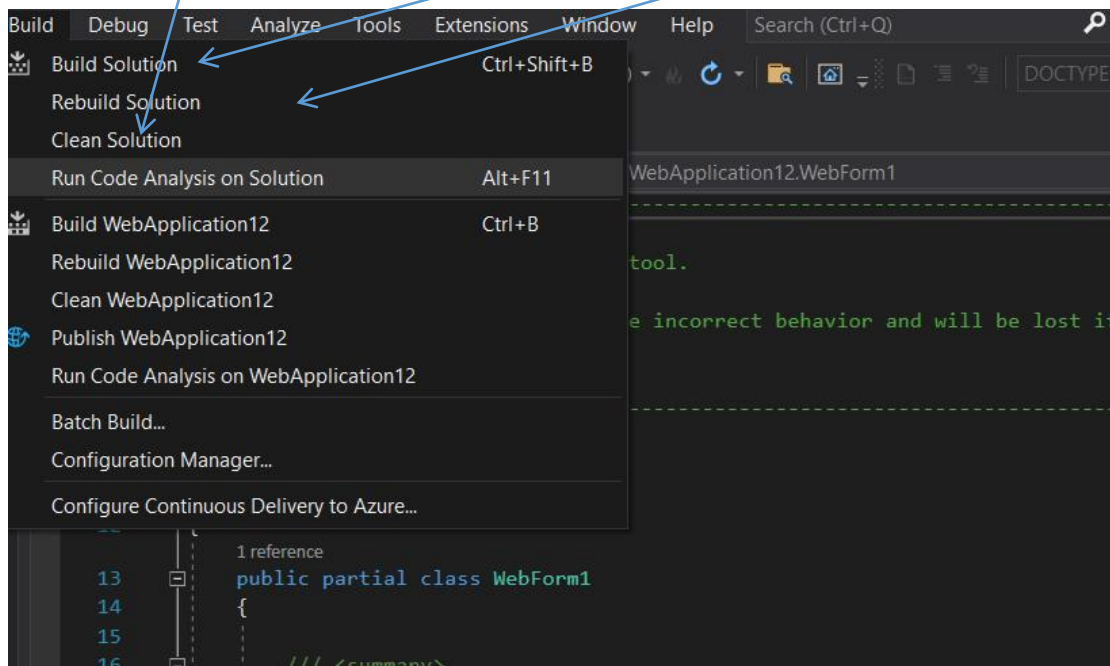 Build Debug Test Analyze Tools Extensions Window Help Search (Ctrl+Q)
Build Solution Ctrl+Shift+B
DOCTYPE
Rebuild Solution
Clean Solution
Run Code Analysis on Solution Alt+F11
WebApplication12.WebForm1
Build WebApplication12 Ctrl+B
Rebuild WebApplication12
tool.
Clean WebApplication12
e incorrect behavior and will be lost if
Publish WebApplication12
Run Code Analysis on WebApplication12
Batch Build...
Configuration Manager...
Configure Continuous Delivery to Azure...
12 {
1 reference
13 public partial class WebForm1
14 {
15
16 /// <summary>